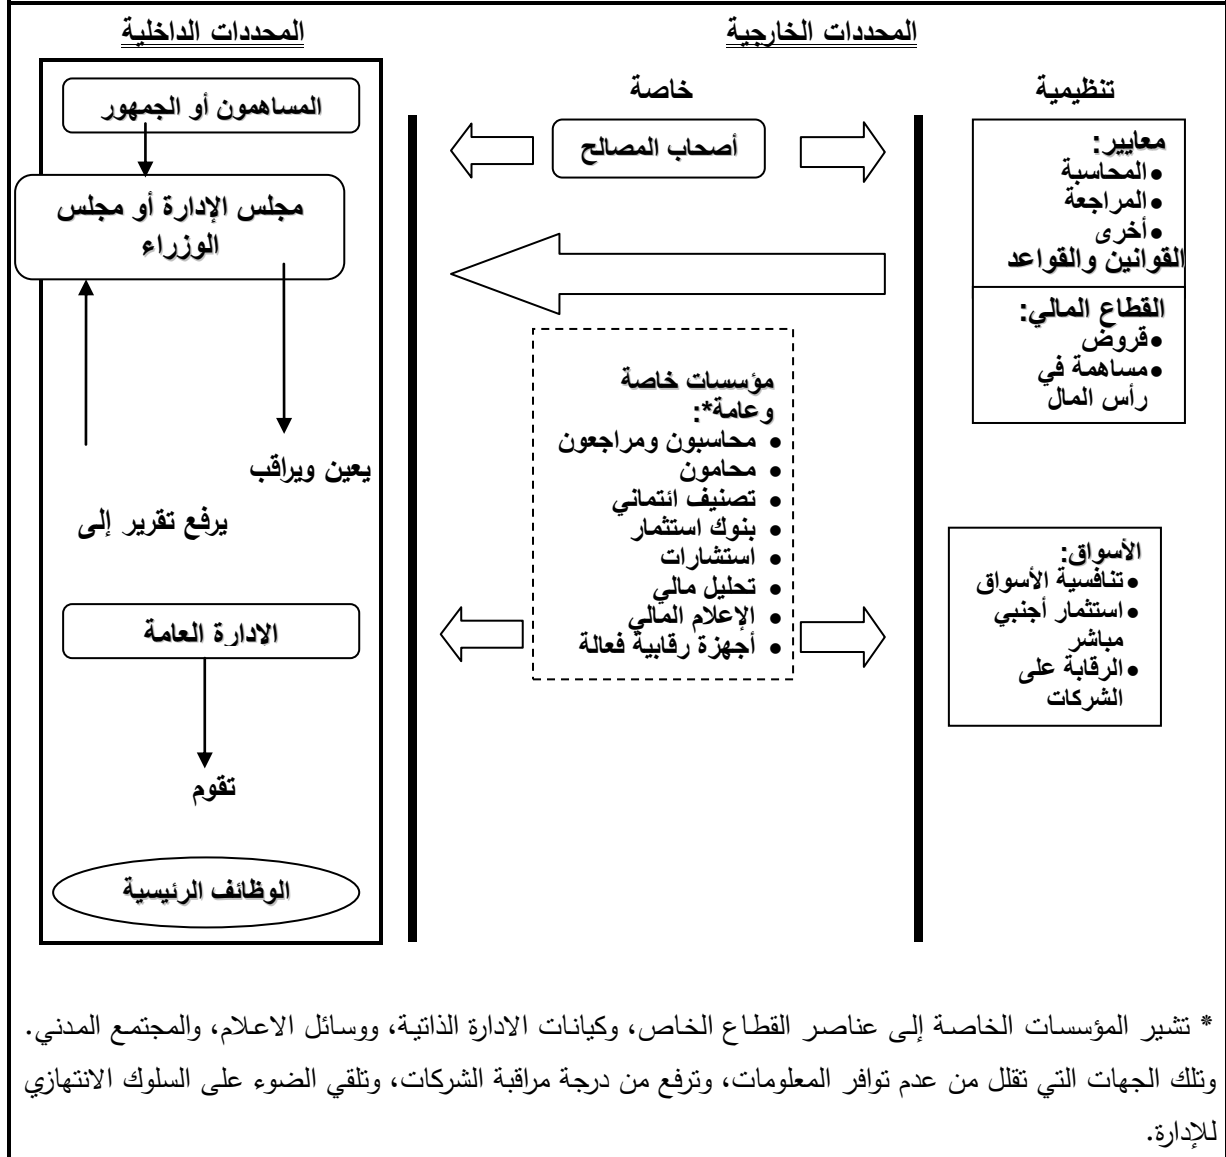 المحددات الخارجية
المحددات الداخلية
تنظيمية
معايير:
•المحاسبة
•المراجعة
•أخرى
القوانين والقواعد
القطاع المالي:
•قروض
•مساهمة في
رأس المال
الأسواق:
•تنافسية الأسواق
•استثمار أجنبي
مباشر
•الرقابة على
الشركات
خاصة
أصحاب المصالح
مؤسسات خاصة
وعامة*:
• محاسبون ومراجعون
• محامون
• تصنيف ائتماني
• بنوك استثمار
• استشارات
• تحليل مالي
• الإعلام المالي
• أجهزة رقابية فعالة
المساهمون أو الجمهور
مجلس الإدارة أو مجلس
الوزراء
يعين ويراقب
يرفع تقرير إلى
الادارة العامة
تقوم
الوظائف الرئيسية
* تشير المؤسسات الخاصة إلى عناصر القطاع الخاص، وكيانات الادارة الذاتية، ووسائل الاعلام، والمجتمع المدني.
وتلك الجهات التي تقلل من عدم توافر المعلومات، وترفع من درجة مراقبة الشركات، وتلقي الضوء على السلوك الانتهازي
للإدارة.